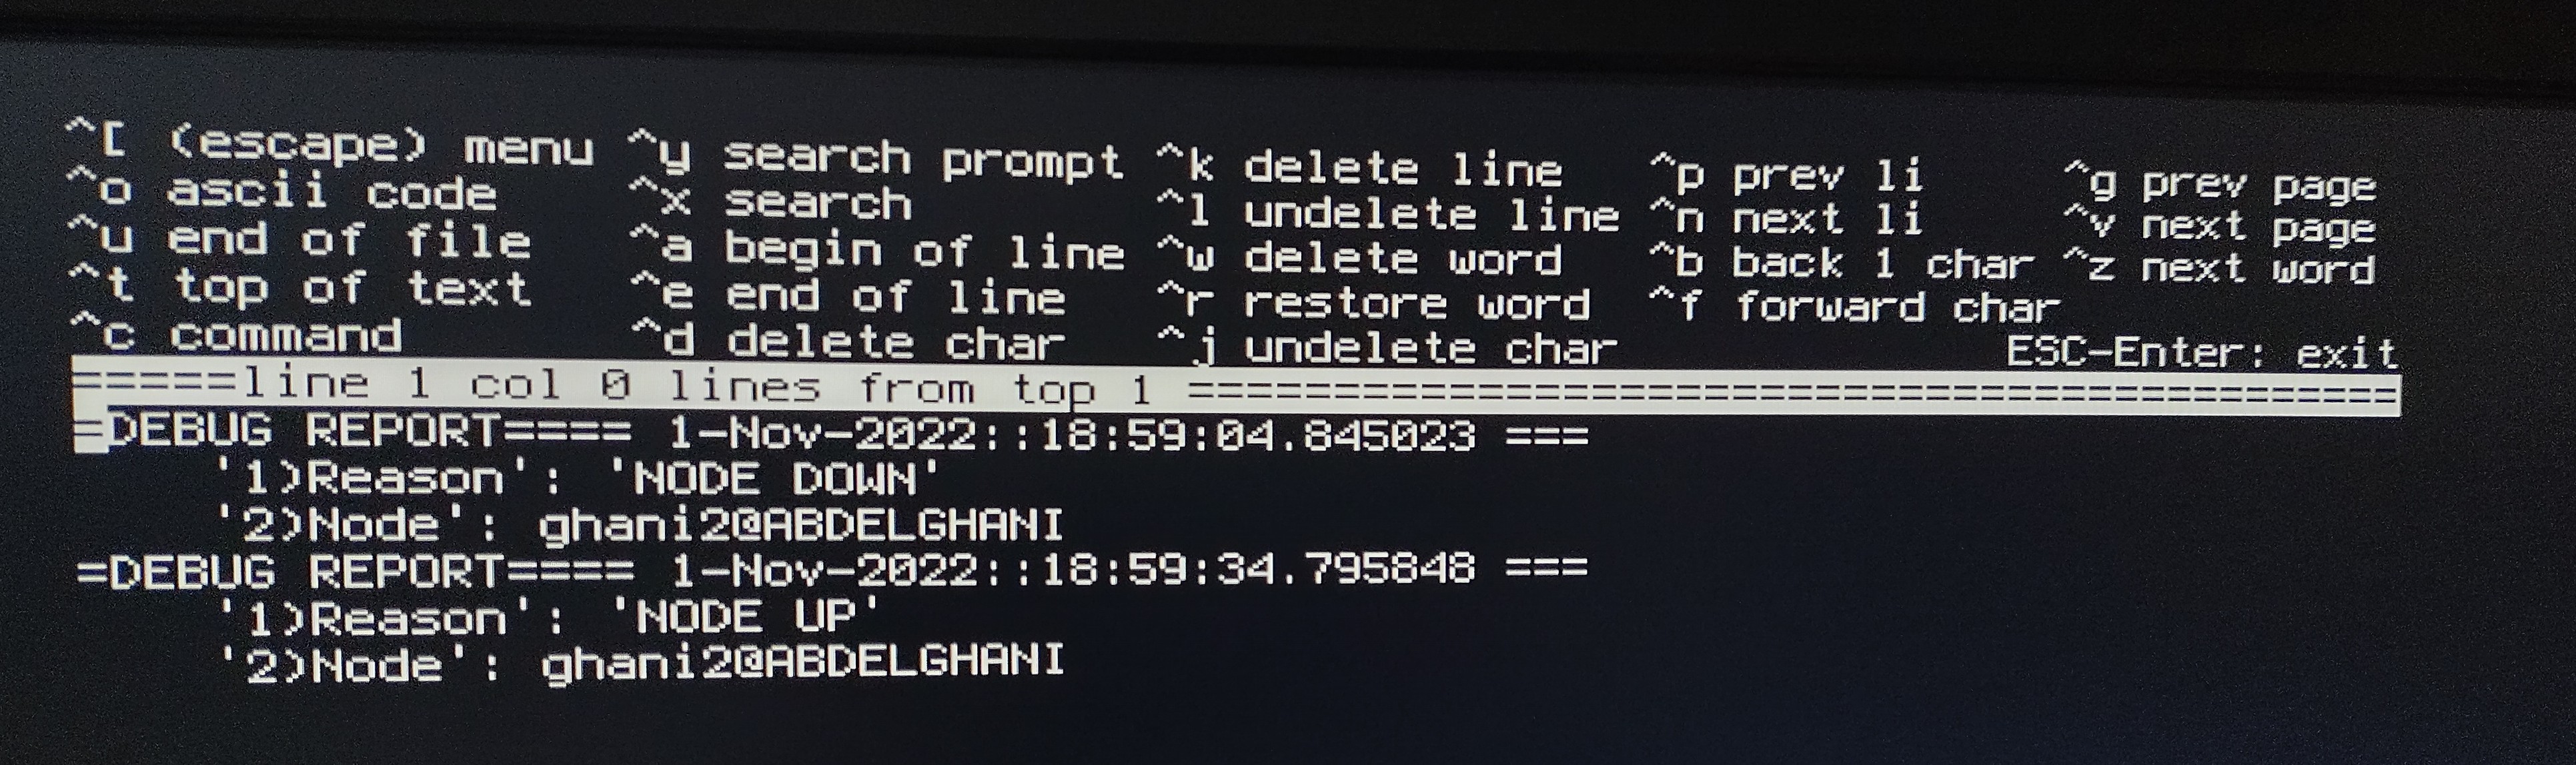 ^[ (escape) menu ^y search prompt ^k delete line ^p prev li ^g prev page
^o ascii code ^x search ^l undelete line ^n next li ^v next page
^u end of file ^a begin of line ^w delete word ^b back 1 char ^z next word
^t top of text ^e end of line ^r restore word ^f forward char
^c command ^d delete char ^j undelete char ESC-Enter: exit
=====line 1 col 0 lines from top 1 ============================================
=DEBUG REPORT==== 1-Nov-2022::18:59:04.845023 ===
'1)Reason': 'NODE DOWN'
'2)Node': ghani2@ABDELGHANI
=DEBUG REPORT==== 1-Nov-2022::18:59:34.795848 ===
'1)Reason': 'NODE UP'
'2)Node': ghani2@ABDELGHANI